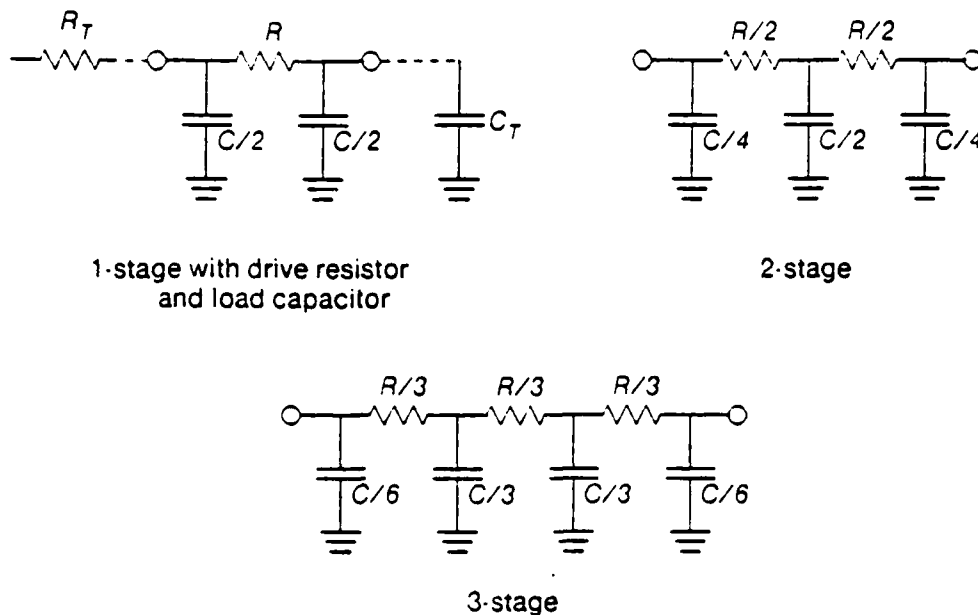 R_T R R/2 R/2
C/2 C/2 C_T C/4 C/2 C/4
1-stage with drive resistor
and load capacitor
2-stage
R/3 R/3 R/3
C/6 C/3 C/3 C/6
3-stage